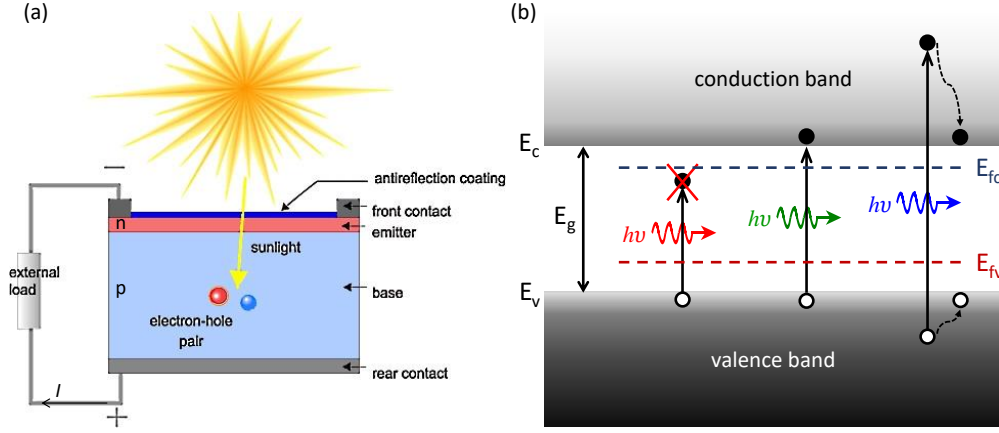 (a)
antireflection coating
front contact
n
emitter
sunlight
external
load
p
base
electron-hole
pair
rear contact
I
(b)
conduction band
E_c
E_fc
E_g
hν
hν
hν
E_fv
E_v
valence band